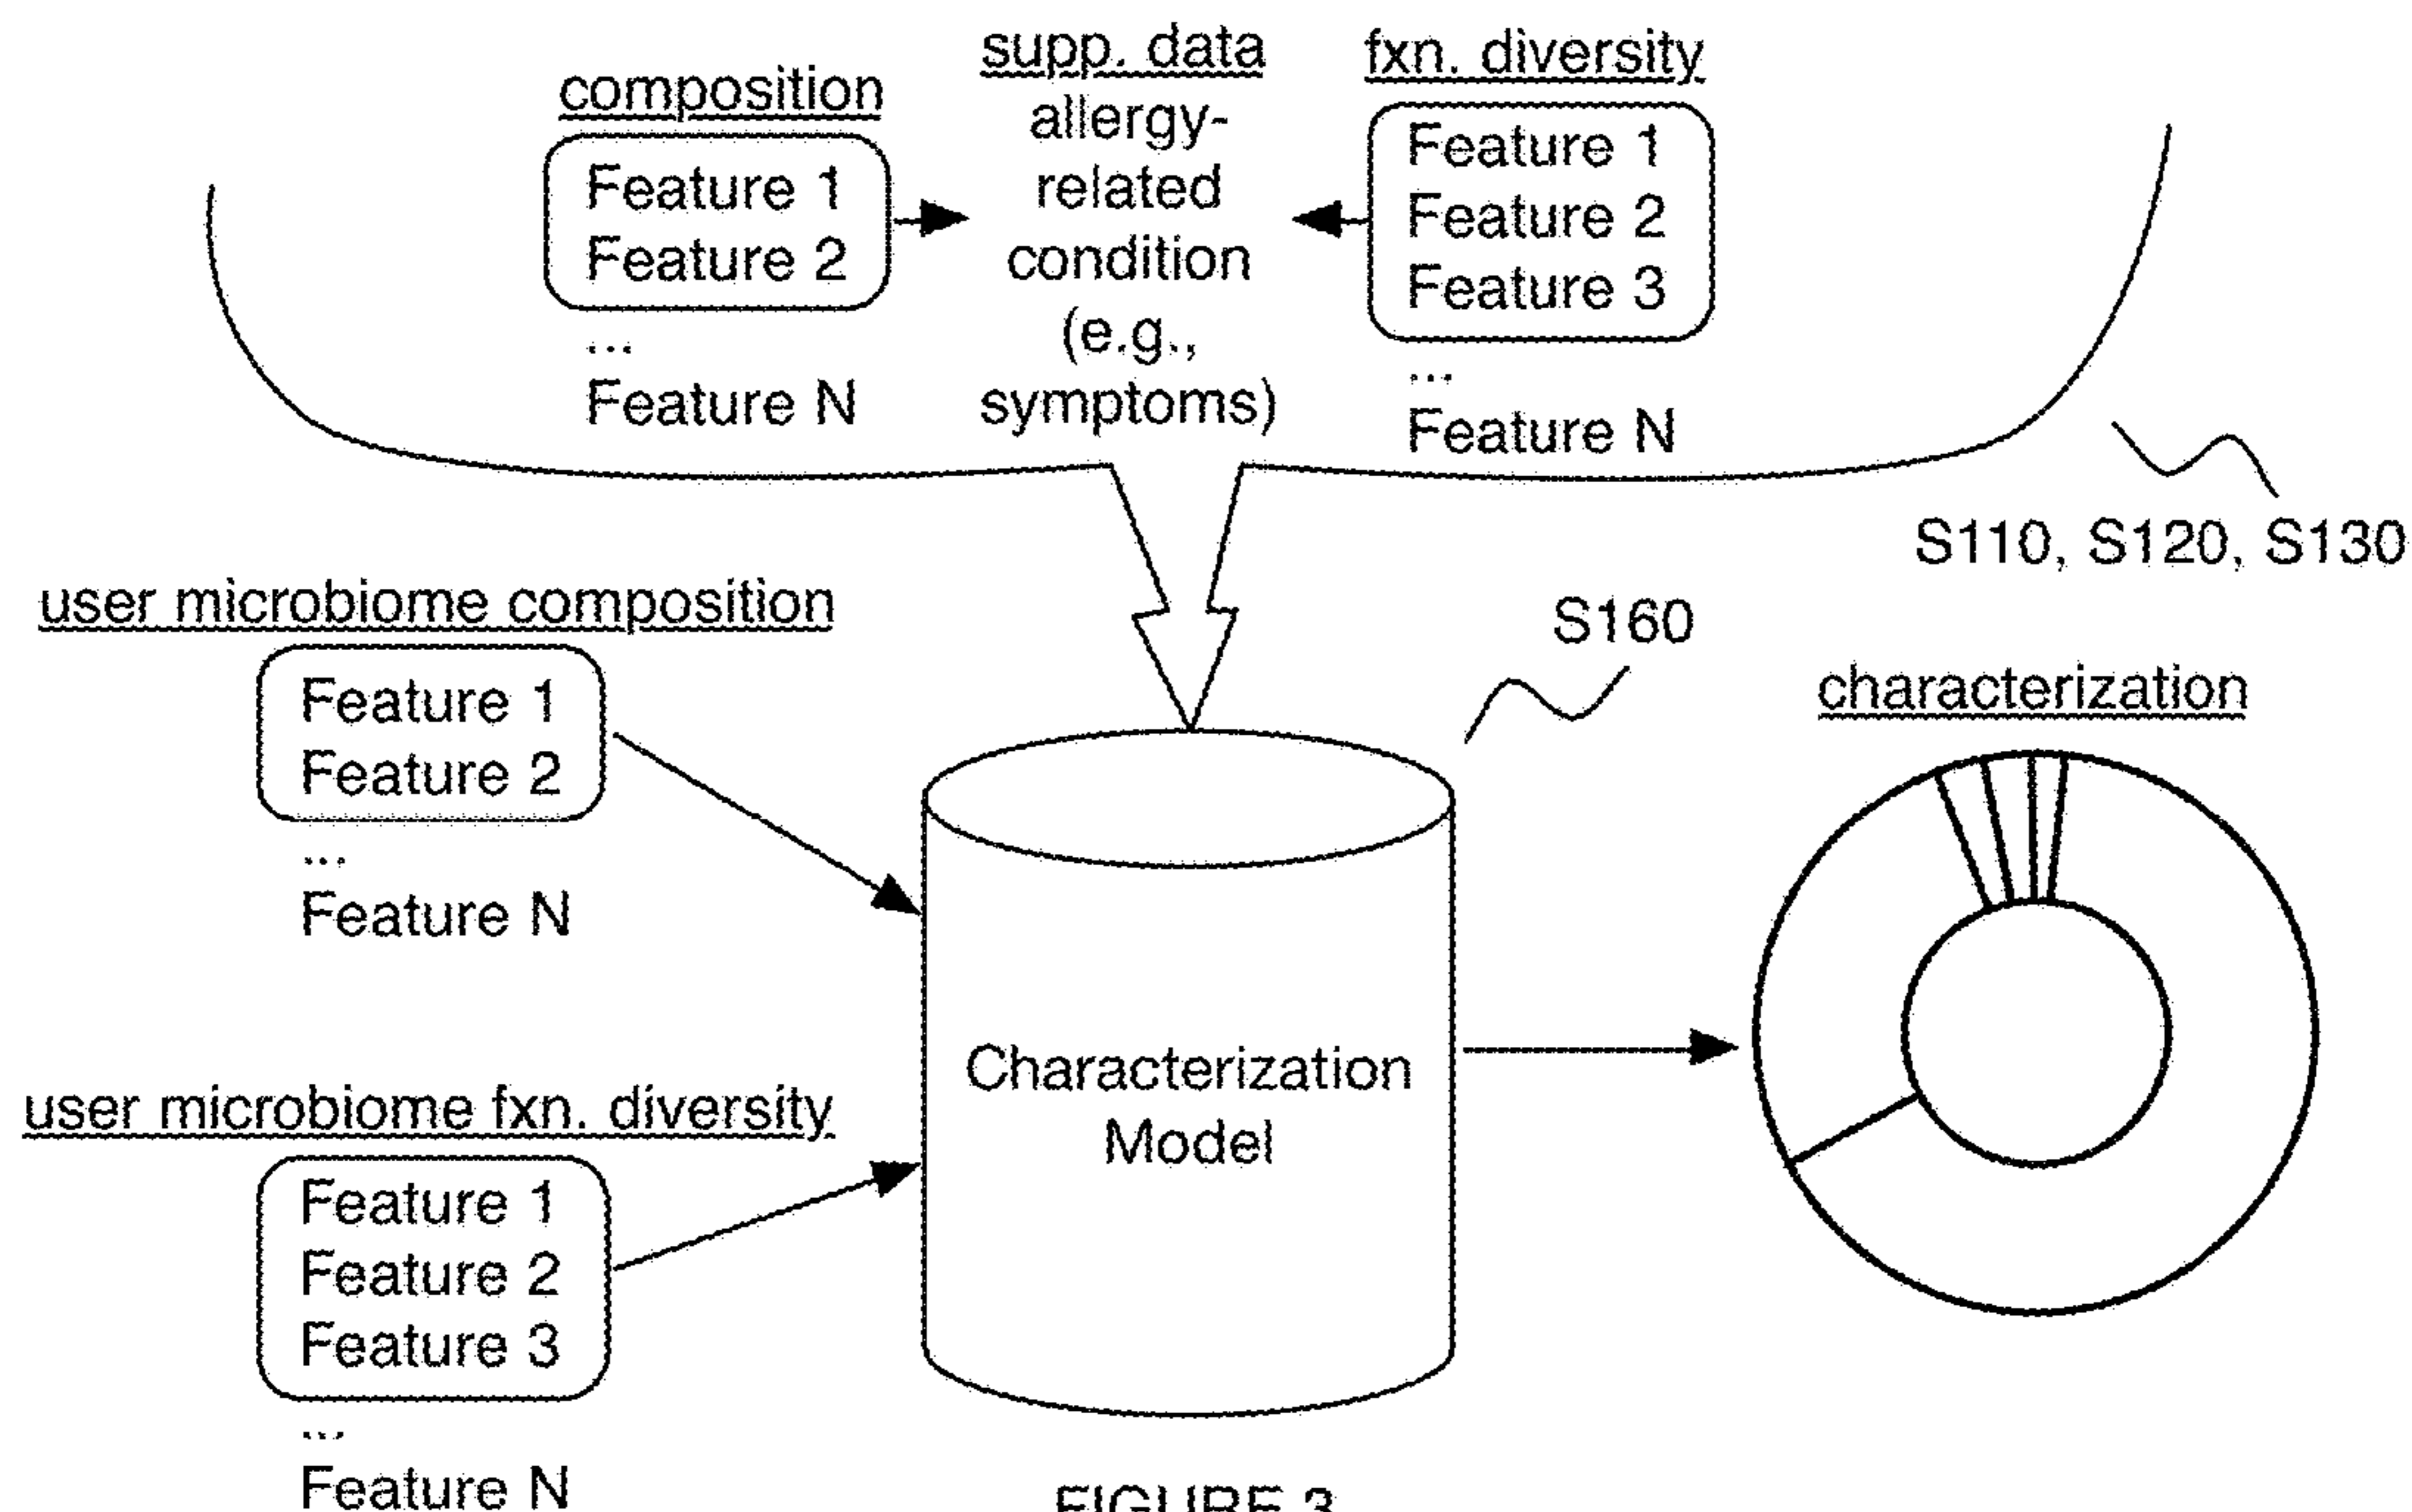 composition
Feature 1
Feature 2
...
Feature N
supp. data
allergy-
related
condition
(e.g.,
symptoms)
fxn. diversity
Feature 1
Feature 2
Feature 3
...
Feature N
S110, S120, S130
user microbiome composition
Feature 1
Feature 2
...
Feature N
S160
characterization
user microbiome fxn. diversity
Feature 1
Feature 2
Feature 3
...
Feature N
Characterization
Model
FIGURE 3